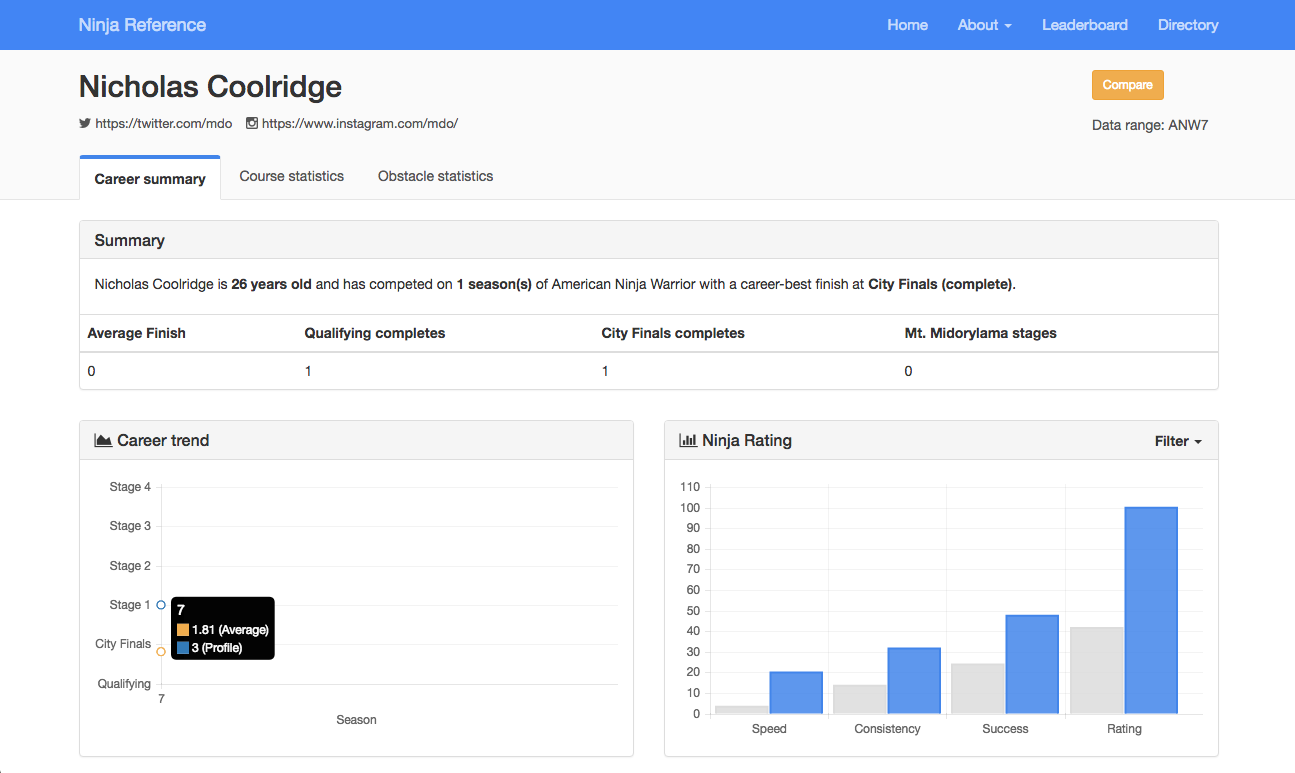 Ninja Reference Home About Leaderboard Directory
Nicholas Coolridge
Compare
https://twitter.com/mdo https://www.instagram.com/mdo/
Data range: ANW7
Career summary Course statistics Obstacle statistics
Summary
Nicholas Coolridge is 26 years old and has competed on 1 season(s) of American Ninja Warrior with a career-best finish at City Finals (complete).
Average Finish Qualifying completes City Finals completes Mt. Midorylama stages
0 1 1 0
Career trend
Stage 4
Stage 3
Stage 2
Stage 1
City Finals
Qualifying
7
1.81 (Average)
3 (Profile)
7
Season
Ninja Rating Filter
110
100
90
80
70
60
50
40
30
20
10
0
Speed Consistency Success Rating